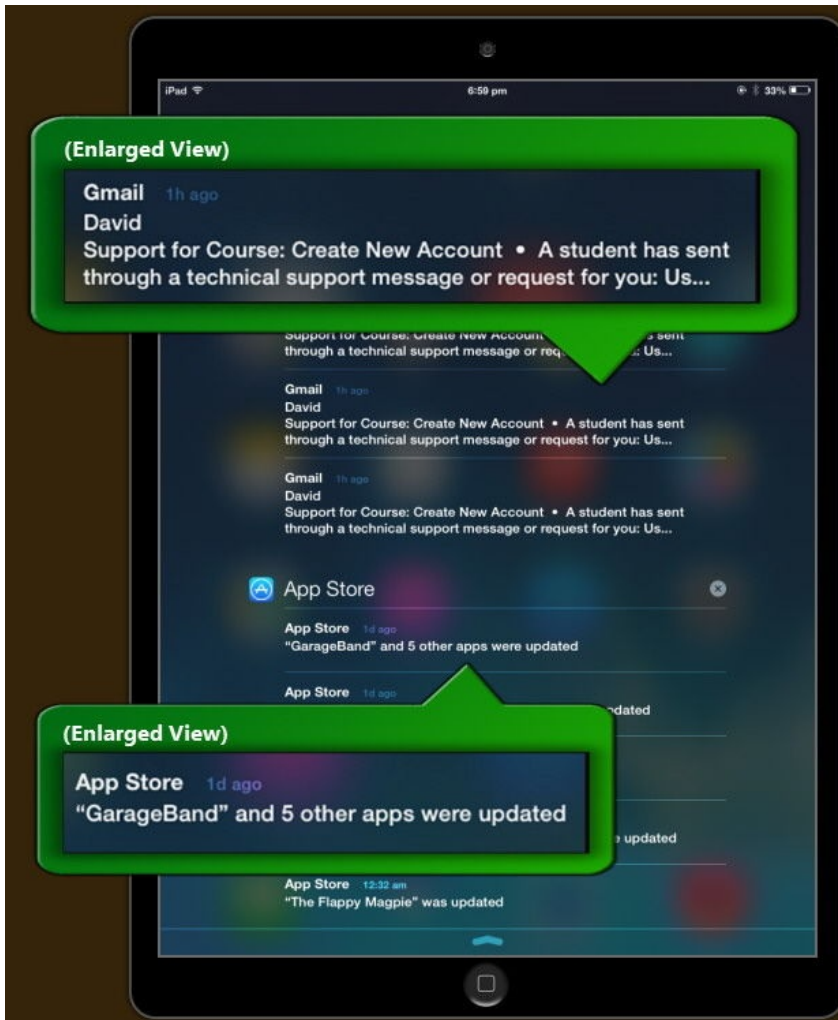 iPad
6:59 pm
33%
(Enlarged View)
Gmail 1h ago
David
Support for Course: Create New Account • A student has sent
through a technical support message or request for you: Us...
Support for Course: Create New Account sent
through a technical support message or req Us...
Gmail 1h ago
David
Support for Course: Create New Account • A student has sent
through a technical support message or request for you: Us...
Gmail 1h ago
David
Support for Course: Create New Account • A student has sent
through a technical support message or request for you: Us...
App Store
App Store 1d ago
“GarageBand” and 5 other apps were updated
App Store 1d ago
(Enlarged View)
App Store 1d ago
“GarageBand” and 5 other apps were updated
updated
App Store 12:32 am
“The Flappy Magpie” was updated